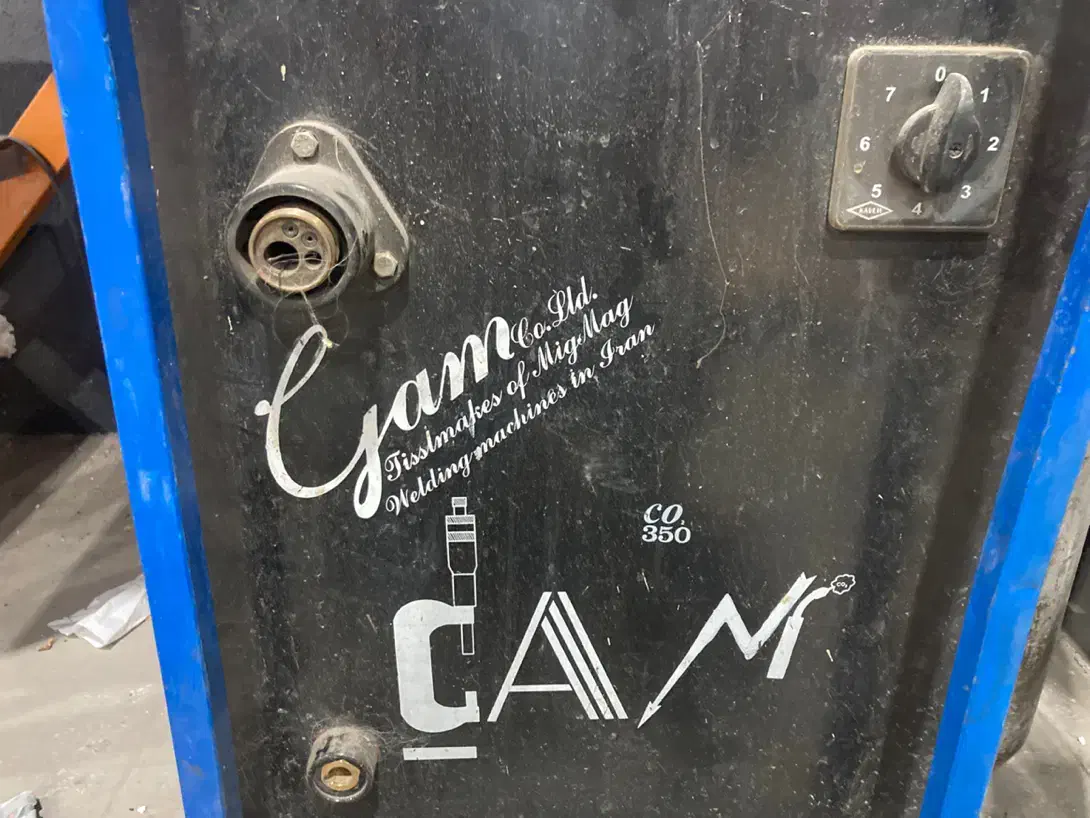 0
7 1
6 2
5 3
4
Gam Co.Ltd.
Tisslmakes of MigMag
Welding machines in Iran
CO₂
350
GAM
CO₂